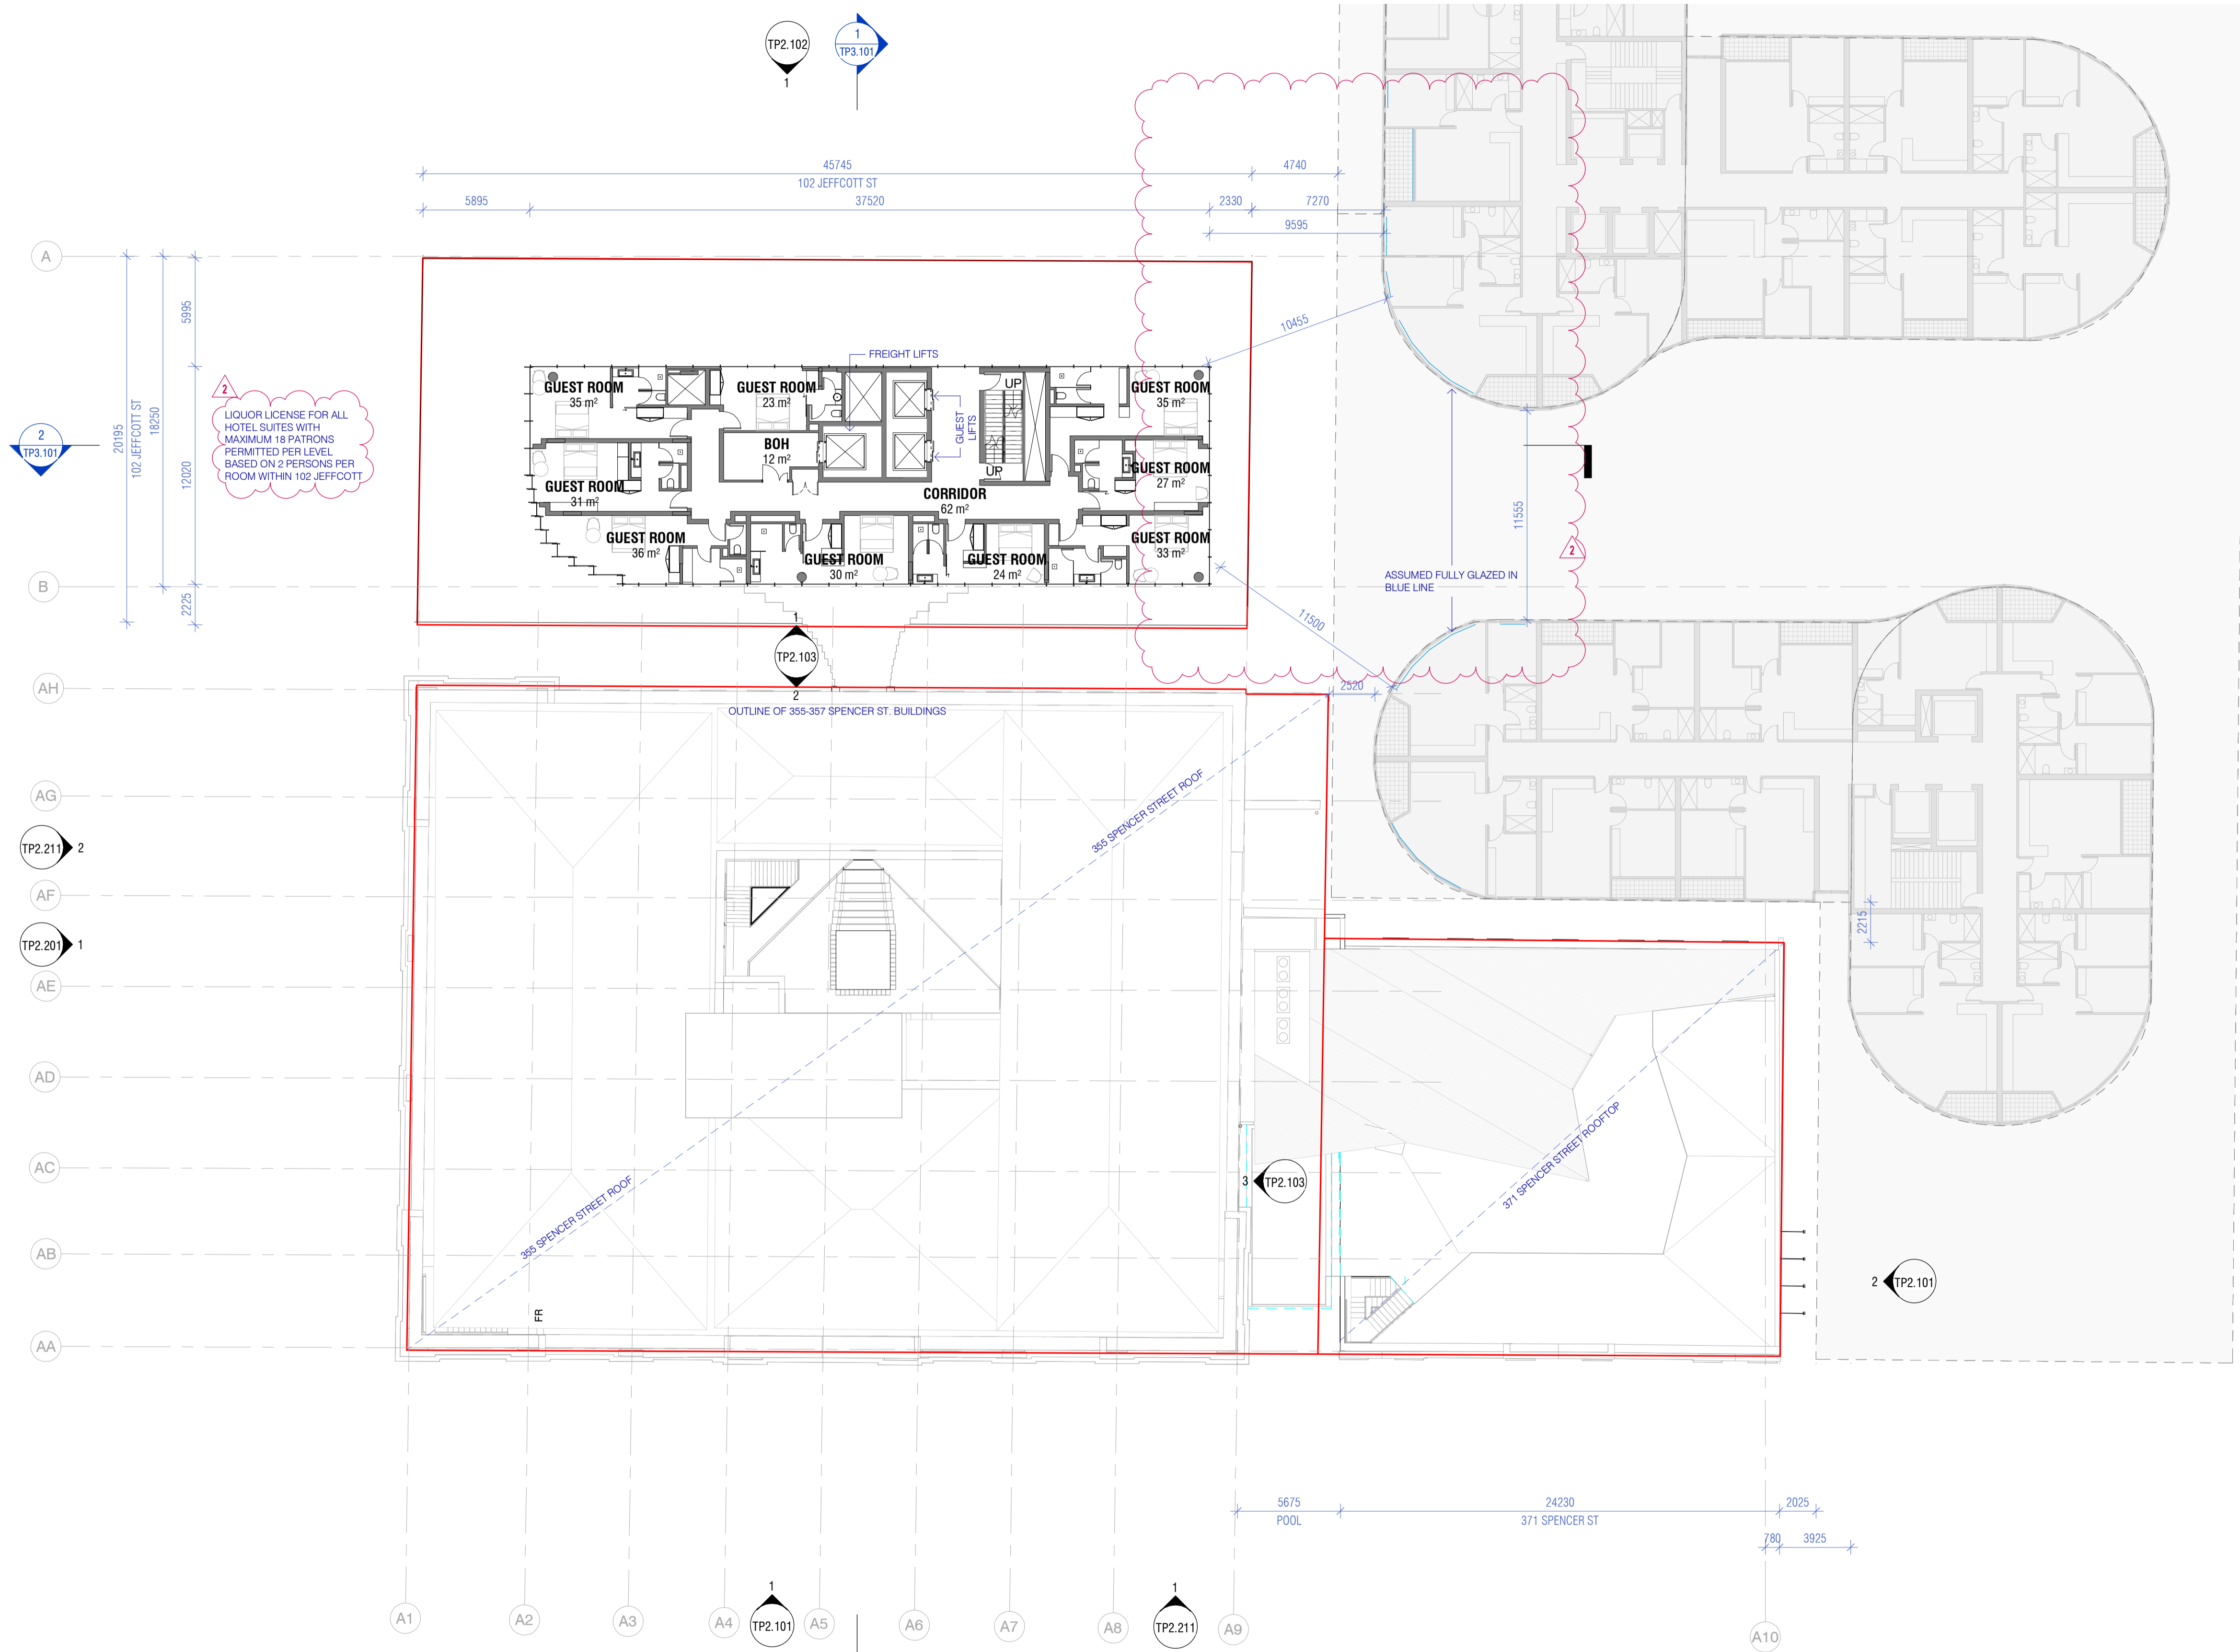 TP2.102
1
1
TP3.101
45745
4740
102 JEFFCOTT ST
5895
37520
2330
7270
9595
A
5995
20195
102 JEFFCOTT ST
18250
12020
2225
B
2
TP3.101
2
LIQUOR LICENSE FOR ALL
HOTEL SUITES WITH
MAXIMUM 18 PATRONS
PERMITTED PER LEVEL
BASED ON 2 PERSONS PER
ROOM WITHIN 102 JEFFCOTT
FREIGHT LIFTS
GUEST ROOM
35 m²
GUEST ROOM
23 m²
UP
GUEST ROOM
35 m²
GUEST
LIFTS
BOH
12 m²
UP
GUEST ROOM
27 m²
GUEST ROOM
31 m²
CORRIDOR
62 m²
GUEST ROOM
36 m²
GUEST ROOM
30 m²
GUEST ROOM
24 m²
GUEST ROOM
33 m²
10455
11500
11555
2
ASSUMED FULLY GLAZED IN
BLUE LINE
1
TP2.103
2
2520
OUTLINE OF 355-357 SPENCER ST. BUILDINGS
AH
AG
TP2.211
2
AF
TP2.201
1
AE
AD
AC
AB
AA
355 SPENCER STREET ROOF
355 SPENCER STREET ROOF
2215
371 SPENCER STREET ROOFTOP
3
TP2.103
2
TP2.101
FR
5675
POOL
24230
371 SPENCER ST
2025
780
3925
A1
A2
A3
A4
1
TP2.101
A5
A6
A7
A8
1
TP2.211
A9
A10